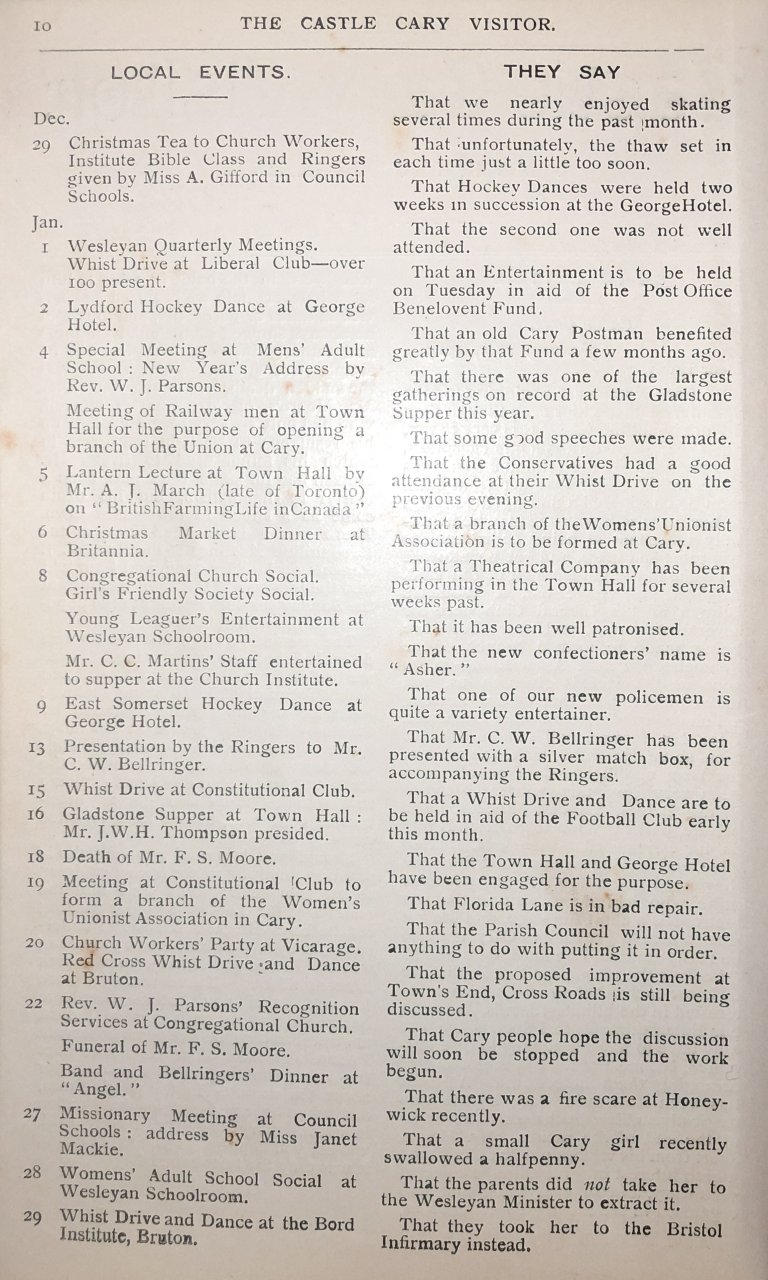 10
THE CASTLE CARY VISITOR.
LOCAL EVENTS.
Dec.
29 Christmas Tea to Church Workers,
Institute Bible Class and Ringers
given by Miss A. Gifford in Council
Schools.
Jan.
1 Wesleyan Quarterly Meetings.
Whist Drive at Liberal Club—over
100 present.
2 Lydford Hockey Dance at George
Hotel.
4 Special Meeting at Mens' Adult
School : New Year's Address by
Rev. W. J. Parsons.
Meeting of Railway men at Town
Hall for the purpose of opening a
branch of the Union at Cary.
5 Lantern Lecture at Town Hall by
Mr. A. J. March (late of Toronto)
on “ BritishFarmingLife inCanada ”
6 Christmas Market Dinner at
Britannia.
8 Congregational Church Social.
Girl's Friendly Society Social.
Young Leaguer's Entertainment at
Wesleyan Schoolroom.
Mr. C. C. Martins' Staff entertained
to supper at the Church Institute.
9 East Somerset Hockey Dance at
George Hotel.
13 Presentation by the Ringers to Mr.
C. W. Bellringer.
15 Whist Drive at Constitutional Club.
16 Gladstone Supper at Town Hall :
Mr. J.W.H. Thompson presided.
18 Death of Mr. F. S. Moore.
19 Meeting at Constitutional Club to
form a branch of the Women's
Unionist Association in Cary.
20 Church Workers' Party at Vicarage.
Red Cross Whist Drive and Dance
at Bruton.
22 Rev. W. J. Parsons' Recognition
Services at Congregational Church.
Funeral of Mr. F. S. Moore.
Band and Bellringers' Dinner at
“ Angel. ”
27 Missionary Meeting at Council
Schools : address by Miss Janet
Mackie.
28 Womens' Adult School Social at
Wesleyan Schoolroom.
29 Whist Drive and Dance at the Bord
Institute, Bruton.
THEY SAY
That we nearly enjoyed skating
several times during the past month.
That unfortunately, the thaw set in
each time just a little too soon.
That Hockey Dances were held two
weeks in succession at the GeorgeHotel.
That the second one was not well
attended.
That an Entertainment is to be held
on Tuesday in aid of the Post Office
Benelovent Fund.
That an old Cary Postman benefited
greatly by that Fund a few months ago.
That there was one of the largest
gatherings on record at the Gladstone
Supper this year.
That some good speeches were made.
That the Conservatives had a good
attendance at their Whist Drive on the
previous evening.
That a branch of theWomens'Unionist
Association is to be formed at Cary.
That a Theatrical Company has been
performing in the Town Hall for several
weeks past.
That it has been well patronised.
That the new confectioners' name is
“ Asher. ”
That one of our new policemen is
quite a variety entertainer.
That Mr. C. W. Bellringer has been
presented with a silver match box, for
accompanying the Ringers.
That a Whist Drive and Dance are to
be held in aid of the Football Club early
this month.
That the Town Hall and George Hotel
have been engaged for the purpose.
That Florida Lane is in bad repair.
That the Parish Council will not have
anything to do with putting it in order.
That the proposed improvement at
Town's End, Cross Roads is still being
discussed.
That Cary people hope the discussion
will soon be stopped and the work
begun.
That there was a fire scare at Honey-
wick recently.
That a small Cary girl recently
swallowed a halfpenny.
That the parents did not take her to
the Wesleyan Minister to extract it.
That they took her to the Bristol
Infirmary instead.